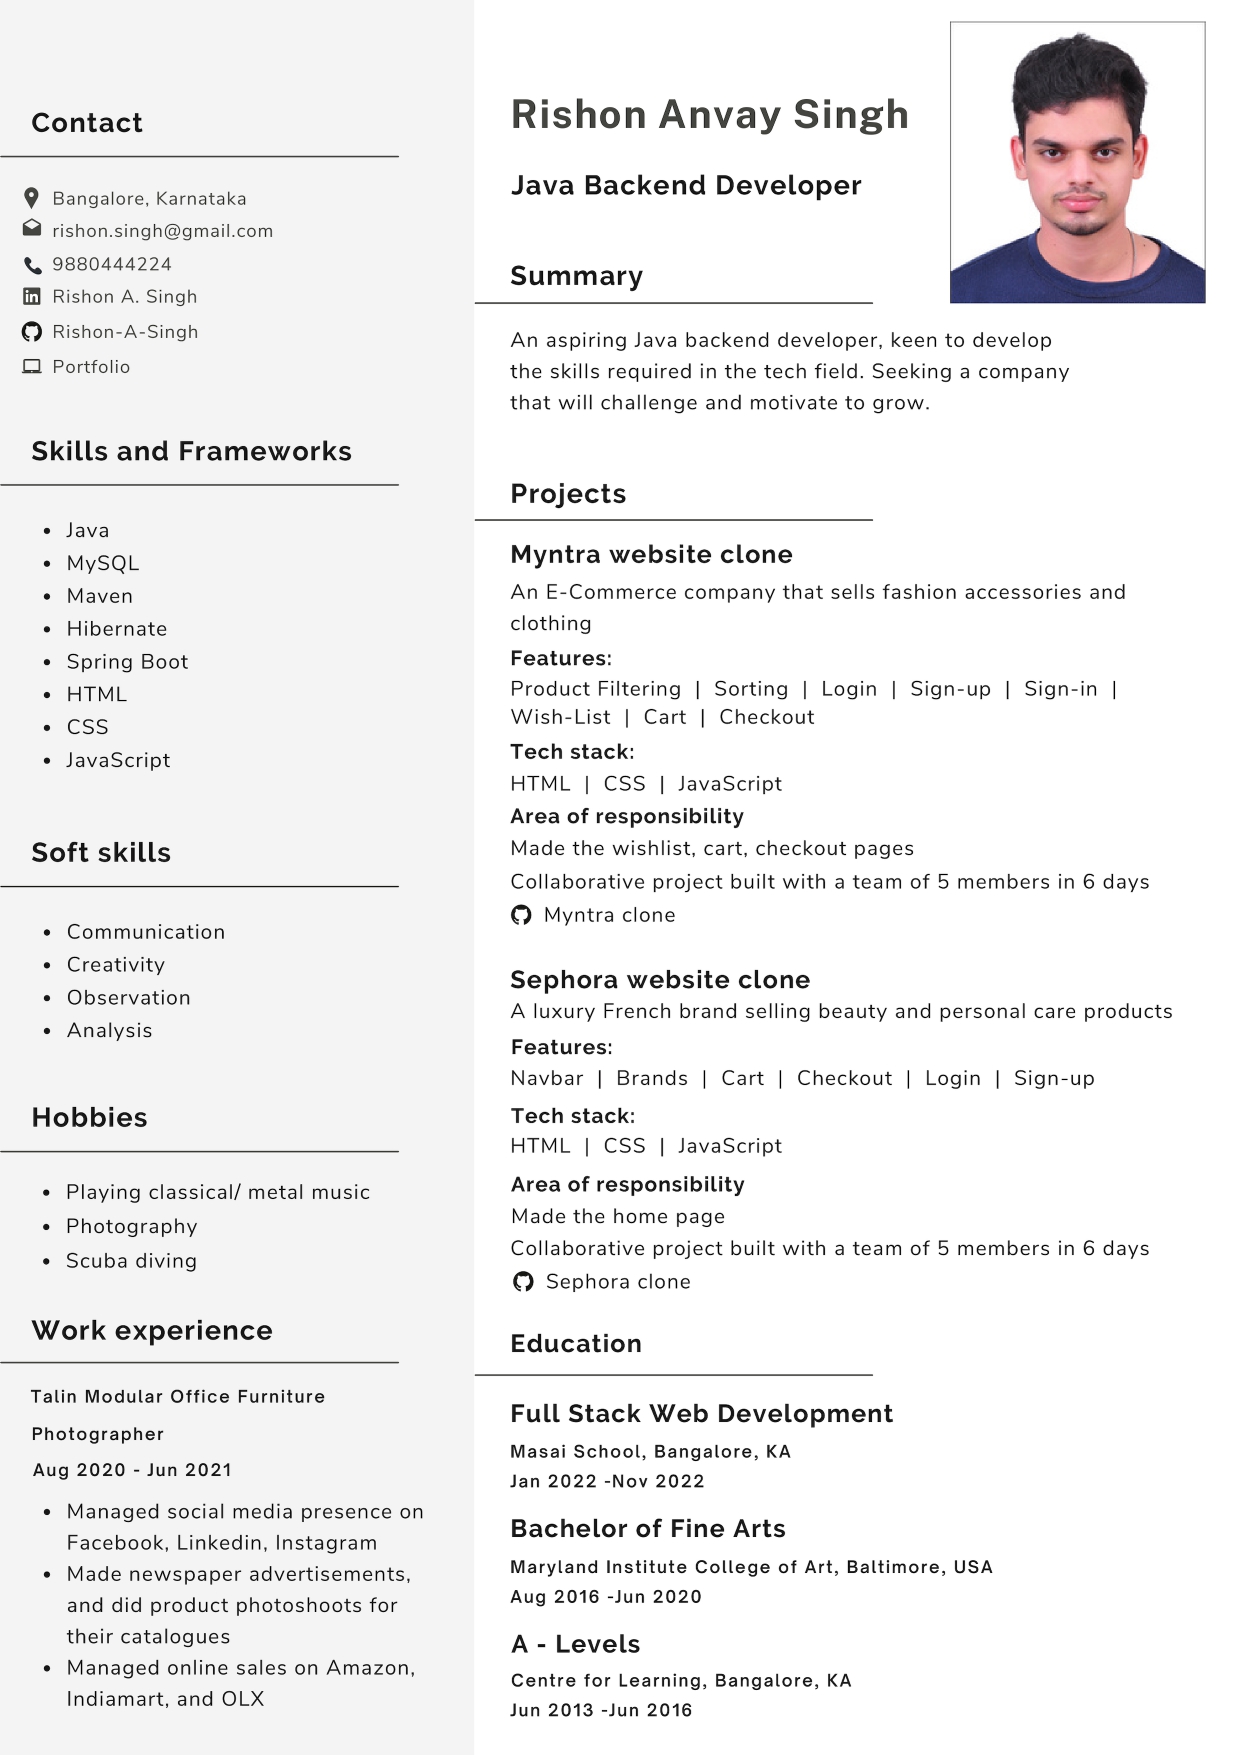 Contact
Bangalore, Karnataka
rishon.singh@gmail.com
9880444224
Rishon A. Singh
Rishon-A-Singh
Portfolio
Skills and Frameworks
Java
MySQL
Maven
Hibernate
Spring Boot
HTML
CSS
JavaScript
Soft skills
Communication
Creativity
Observation
Analysis
Hobbies
Playing classical/ metal music
Photography
Scuba diving
Work experience
Talin Modular Office Furniture
Photographer
Aug 2020 - Jun 2021
Managed social media presence on
Facebook, Linkedin, Instagram
Made newspaper advertisements,
and did product photoshoots for
their catalogues
Managed online sales on Amazon,
Indiamart, and OLX
Rishon Anvay Singh
Java Backend Developer
Summary
An aspiring Java backend developer, keen to develop
the skills required in the tech field. Seeking a company
that will challenge and motivate to grow.
Projects
Myntra website clone
An E-Commerce company that sells fashion accessories and
clothing
Features:
Product Filtering | Sorting | Login | Sign-up | Sign-in |
Wish-List | Cart | Checkout
Tech stack:
HTML | CSS | JavaScript
Area of responsibility
Made the wishlist, cart, checkout pages
Collaborative project built with a team of 5 members in 6 days
Myntra clone
Sephora website clone
A luxury French brand selling beauty and personal care products
Features:
Navbar | Brands | Cart | Checkout | Login | Sign-up
Tech stack:
HTML | CSS | JavaScript
Area of responsibility
Made the home page
Collaborative project built with a team of 5 members in 6 days
Sephora clone
Education
Full Stack Web Development
Masai School, Bangalore, KA
Jan 2022 -Nov 2022
Bachelor of Fine Arts
Maryland Institute College of Art, Baltimore, USA
Aug 2016 -Jun 2020
A - Levels
Centre for Learning, Bangalore, KA
Jun 2013 -Jun 2016